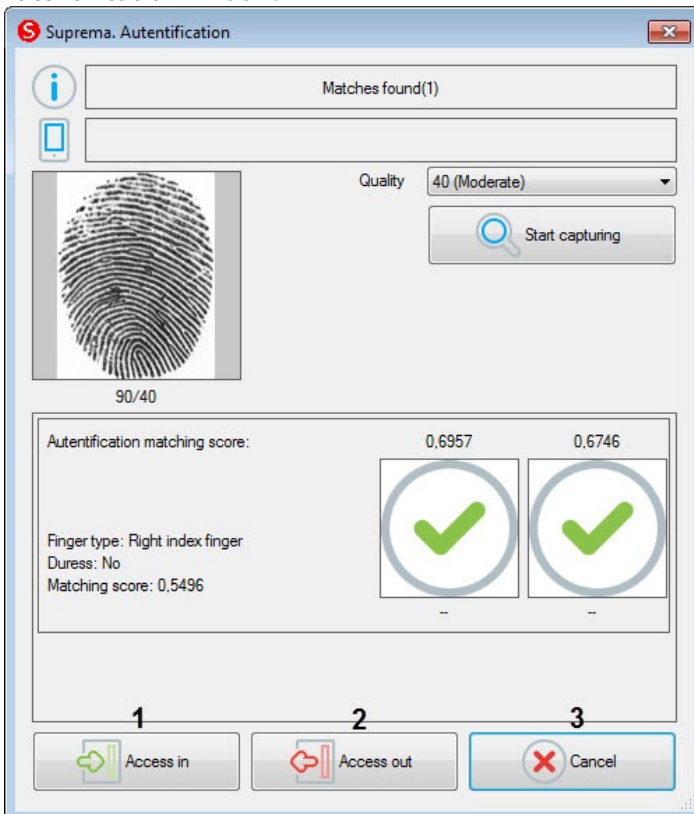 Suprema. Autentification
Matches found(1)
Quality 40 (Moderate)
Start capturing
90/40
Autentification matching score: 0,6957 0,6746
Finger type: Right index finger
Duress: No
Matching score: 0,5496
-- --
1 2 3
Access in Access out Cancel